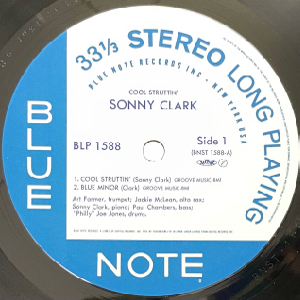 33⅓ STEREO LONG PLAYING
BLUE NOTE RECORDS INC · NEW YORK USA
COOL STRUTTIN'
SONNY CLARK
BLP 1588
Side 1
(BNST 1588-A)
1. COOL STRUTTIN' (Sonny Clark) GROOVE MUSIC-BMI
2. BLUE MINOR (Clark) GROOVE MUSIC-BMI
Art Farmer, trumpet; Jackie McLean, alto sax;
Sonny Clark, piano; Paul Chambers, bass;
"Philly" Joe Jones, drums.
BLUE
NOTE